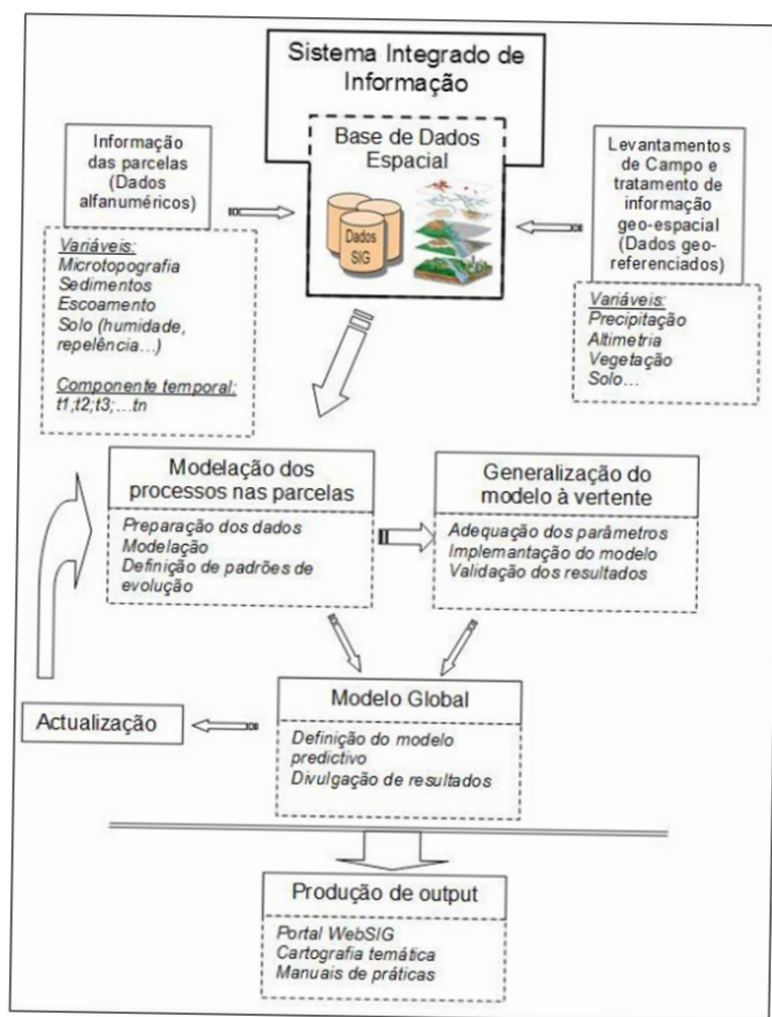 Sistema Integrado de
Informação
Base de Dados
Espacial
Dados
SIG
Informação
das parcelas
(Dados
alfanuméricos)
Variáveis:
Microtopografia
Sedimentos
Escoamento
Solo (humidade,
repelência...)
Componente temporal:
t1;t2;t3;...tn
Levantamentos
de Campo e
tratamento de
informação
geo-espacial
(Dados geo-
referenciados)
Variáveis:
Precipitação
Altimetria
Vegetação
Solo...
Modelação dos
processos nas parcelas
Preparação dos dados
Modelação
Definição de padrões de
evolução
Generalização do
modelo à vertente
Adequação dos parâmetros
Implemantação do modelo
Validação dos resultados
Modelo Global
Definição do modelo
predictivo
Divulgação de resultados
Actualização
Produção de output
Portal WebSIG
Cartografia temática
Manuais de práticas